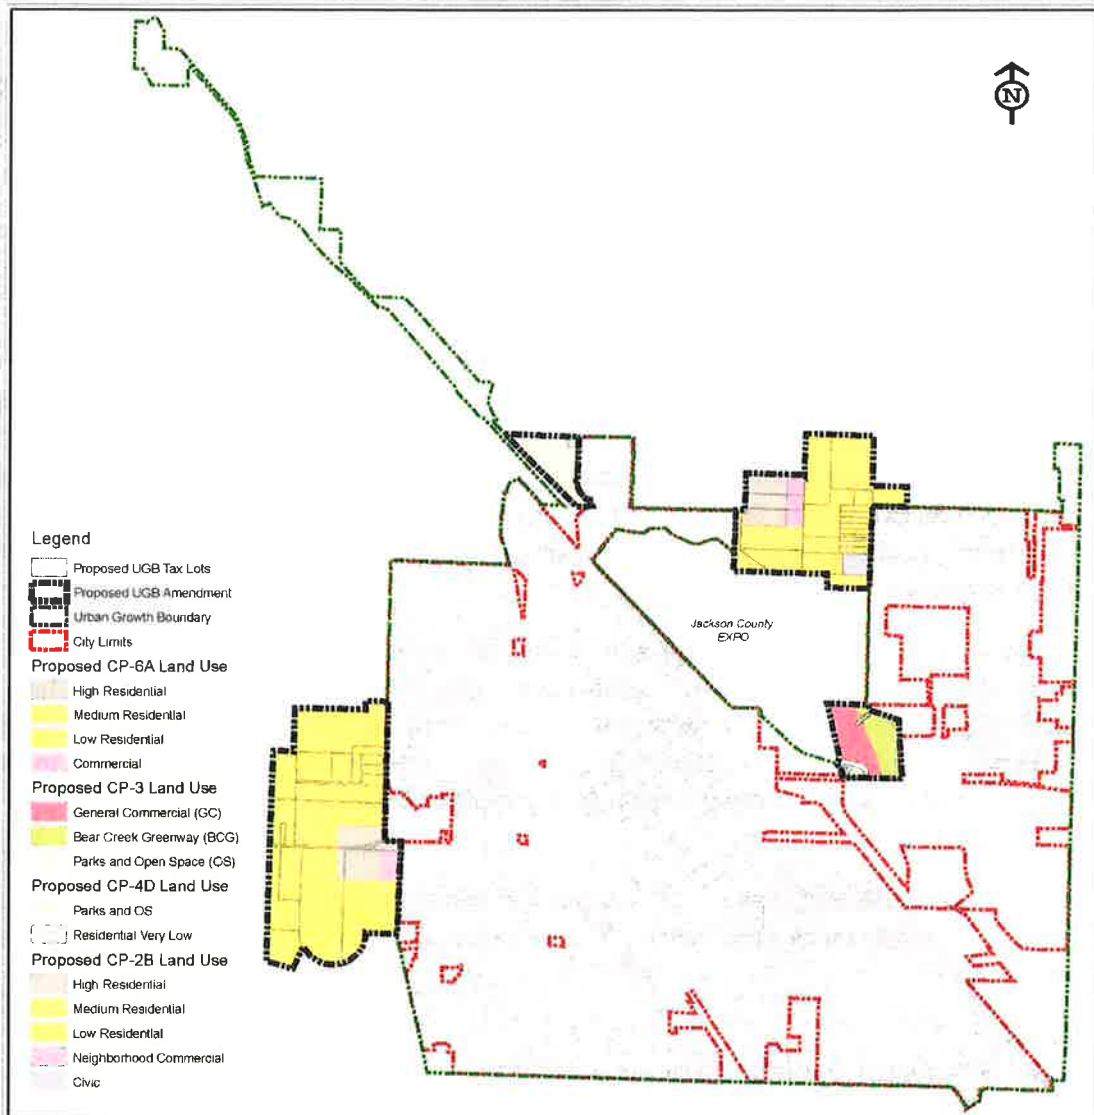 N
Jackson County
EXPO
Legend
Proposed UGB Tax Lots
Proposed UGB Amendment
Urban Growth Boundary
City Limits
Proposed CP-6A Land Use
High Residential
Medium Residential
Low Residential
Commercial
Proposed CP-3 Land Use
General Commercial (GC)
Bear Creek Greenway (BCG)
Parks and Open Space (OS)
Proposed CP-4D Land Use
Parks and OS
Residential Very Low
Proposed CP-2B Land Use
High Residential
Medium Residential
Low Residential
Neighborhood Commercial
Civic